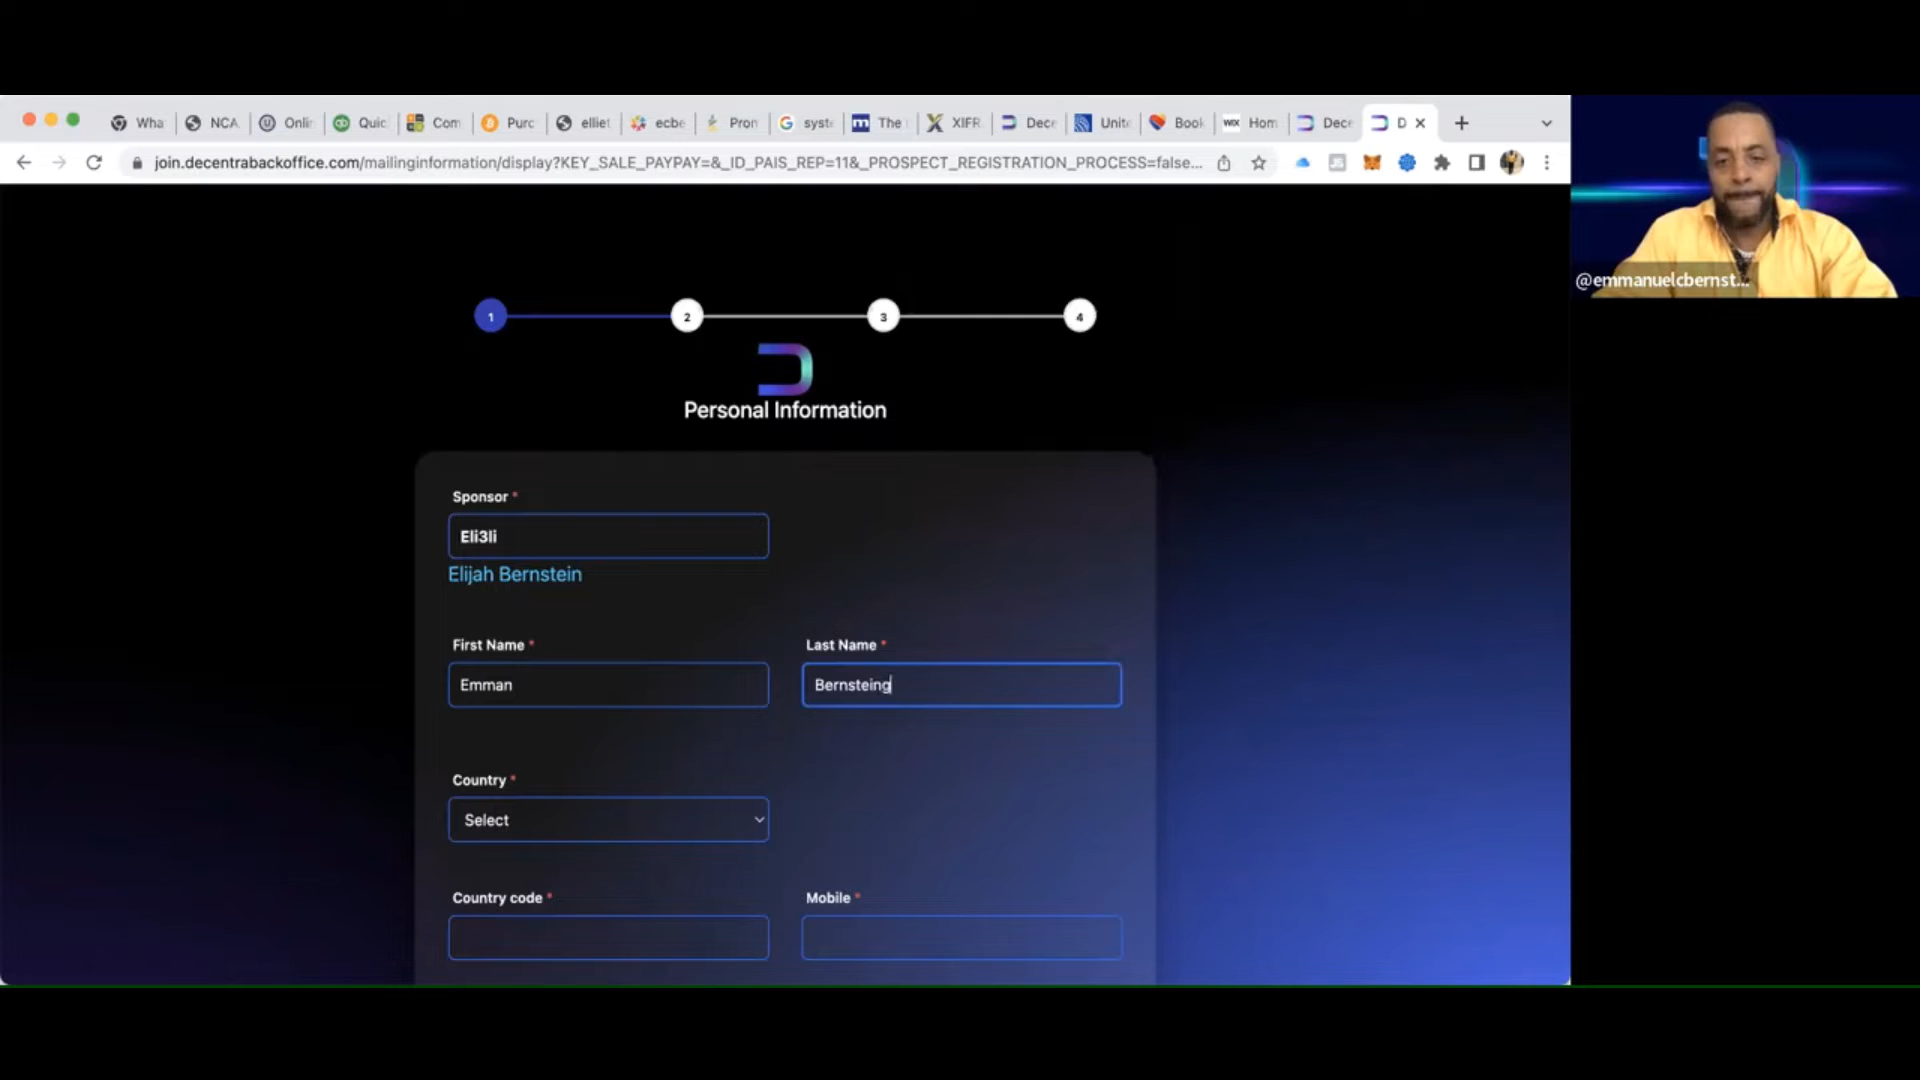 Wha NCA Onli Quic Com Purc elliet ecbe Pron syste The XIFR Dece Unite Book WIX Hom Dece D
join.decentrabackoffice.com/mailinginformation/display?KEY_SALE_PAYPAY=&_ID_PAIS_REP=11&_PROSPECT_REGISTRATION_PROCESS=false...
@emmanuelcbernst...
1 2 3 4
Personal Information
Sponsor *
Eli3li
Elijah Bernstein
First Name * Last Name *
Emman Bernsteing
Country *
Select
Country code * Mobile *